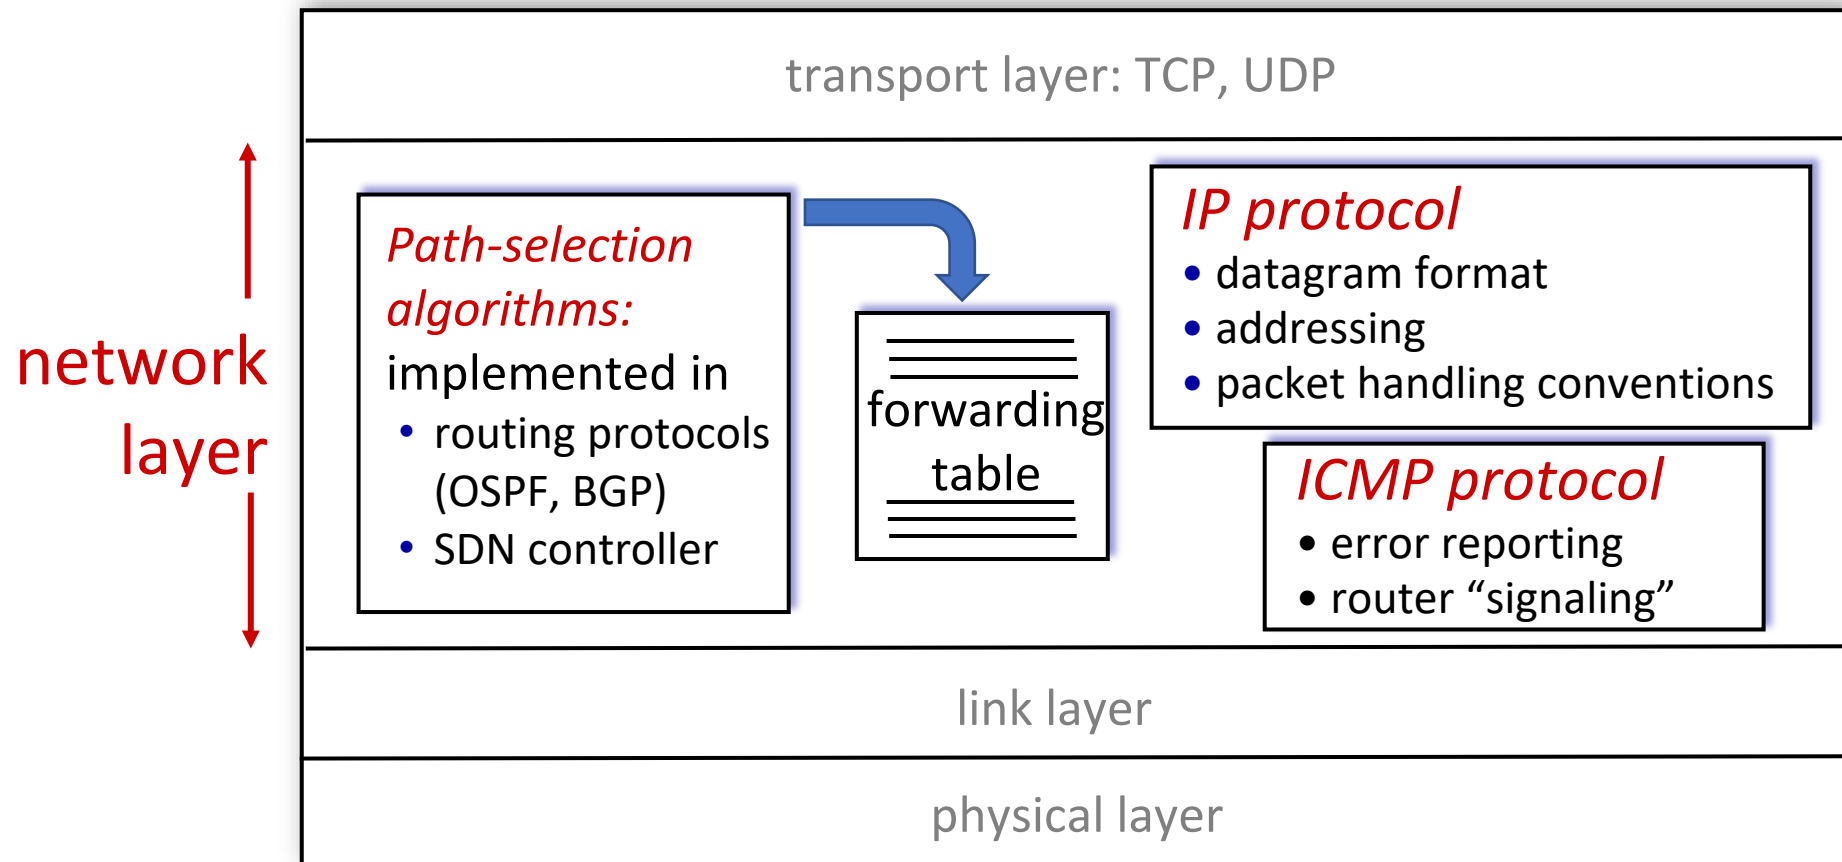 transport layer: TCP, UDP
network
layer
Path-selection
algorithms:
implemented in
• routing protocols
(OSPF, BGP)
• SDN controller
forwarding
table
IP protocol
• datagram format
• addressing
• packet handling conventions
ICMP protocol
• error reporting
• router “signaling”
link layer
physical layer